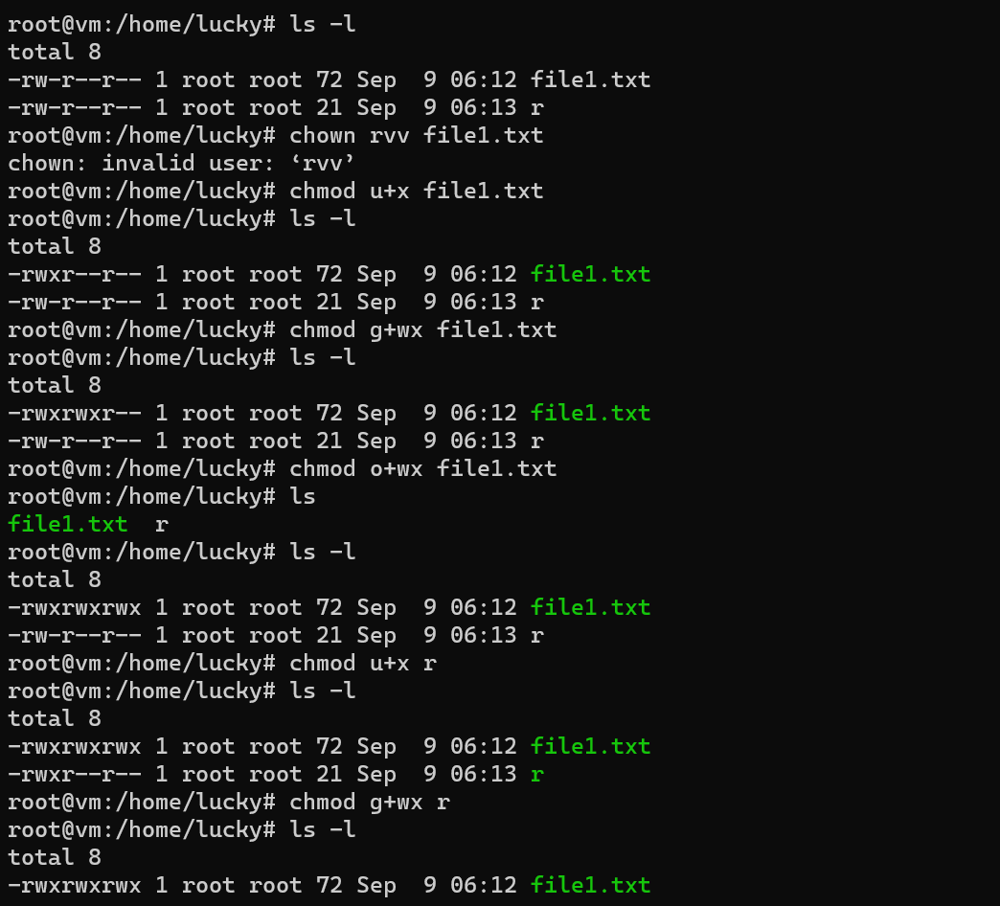 root@vm:/home/lucky# ls -l
total 8
-rw-r--r-- 1 root root 72 Sep  9 06:12 file1.txt
-rw-r--r-- 1 root root 21 Sep  9 06:13 r
root@vm:/home/lucky# chown rvv file1.txt
chown: invalid user: ‘rvv’
root@vm:/home/lucky# chmod u+x file1.txt
root@vm:/home/lucky# ls -l
total 8
-rwxr--r-- 1 root root 72 Sep  9 06:12 file1.txt
-rw-r--r-- 1 root root 21 Sep  9 06:13 r
root@vm:/home/lucky# chmod g+wx file1.txt
root@vm:/home/lucky# ls -l
total 8
-rwxrwxr-- 1 root root 72 Sep  9 06:12 file1.txt
-rw-r--r-- 1 root root 21 Sep  9 06:13 r
root@vm:/home/lucky# chmod o+wx file1.txt
root@vm:/home/lucky# ls
file1.txt  r
root@vm:/home/lucky# ls -l
total 8
-rwxrwxrwx 1 root root 72 Sep  9 06:12 file1.txt
-rw-r--r-- 1 root root 21 Sep  9 06:13 r
root@vm:/home/lucky# chmod u+x r
root@vm:/home/lucky# ls -l
total 8
-rwxrwxrwx 1 root root 72 Sep  9 06:12 file1.txt
-rwxr--r-- 1 root root 21 Sep  9 06:13 r
root@vm:/home/lucky# chmod g+wx r
root@vm:/home/lucky# ls -l
total 8
-rwxrwxrwx 1 root root 72 Sep  9 06:12 file1.txt